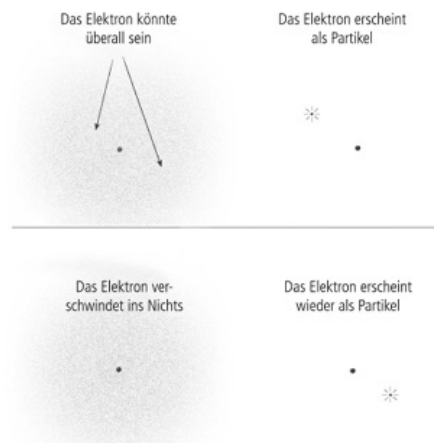 Das Elektron könnte
überall sein
Das Elektron erscheint
als Partikel
Das Elektron ver-
schwindet ins Nichts
Das Elektron erscheint
wieder als Partikel